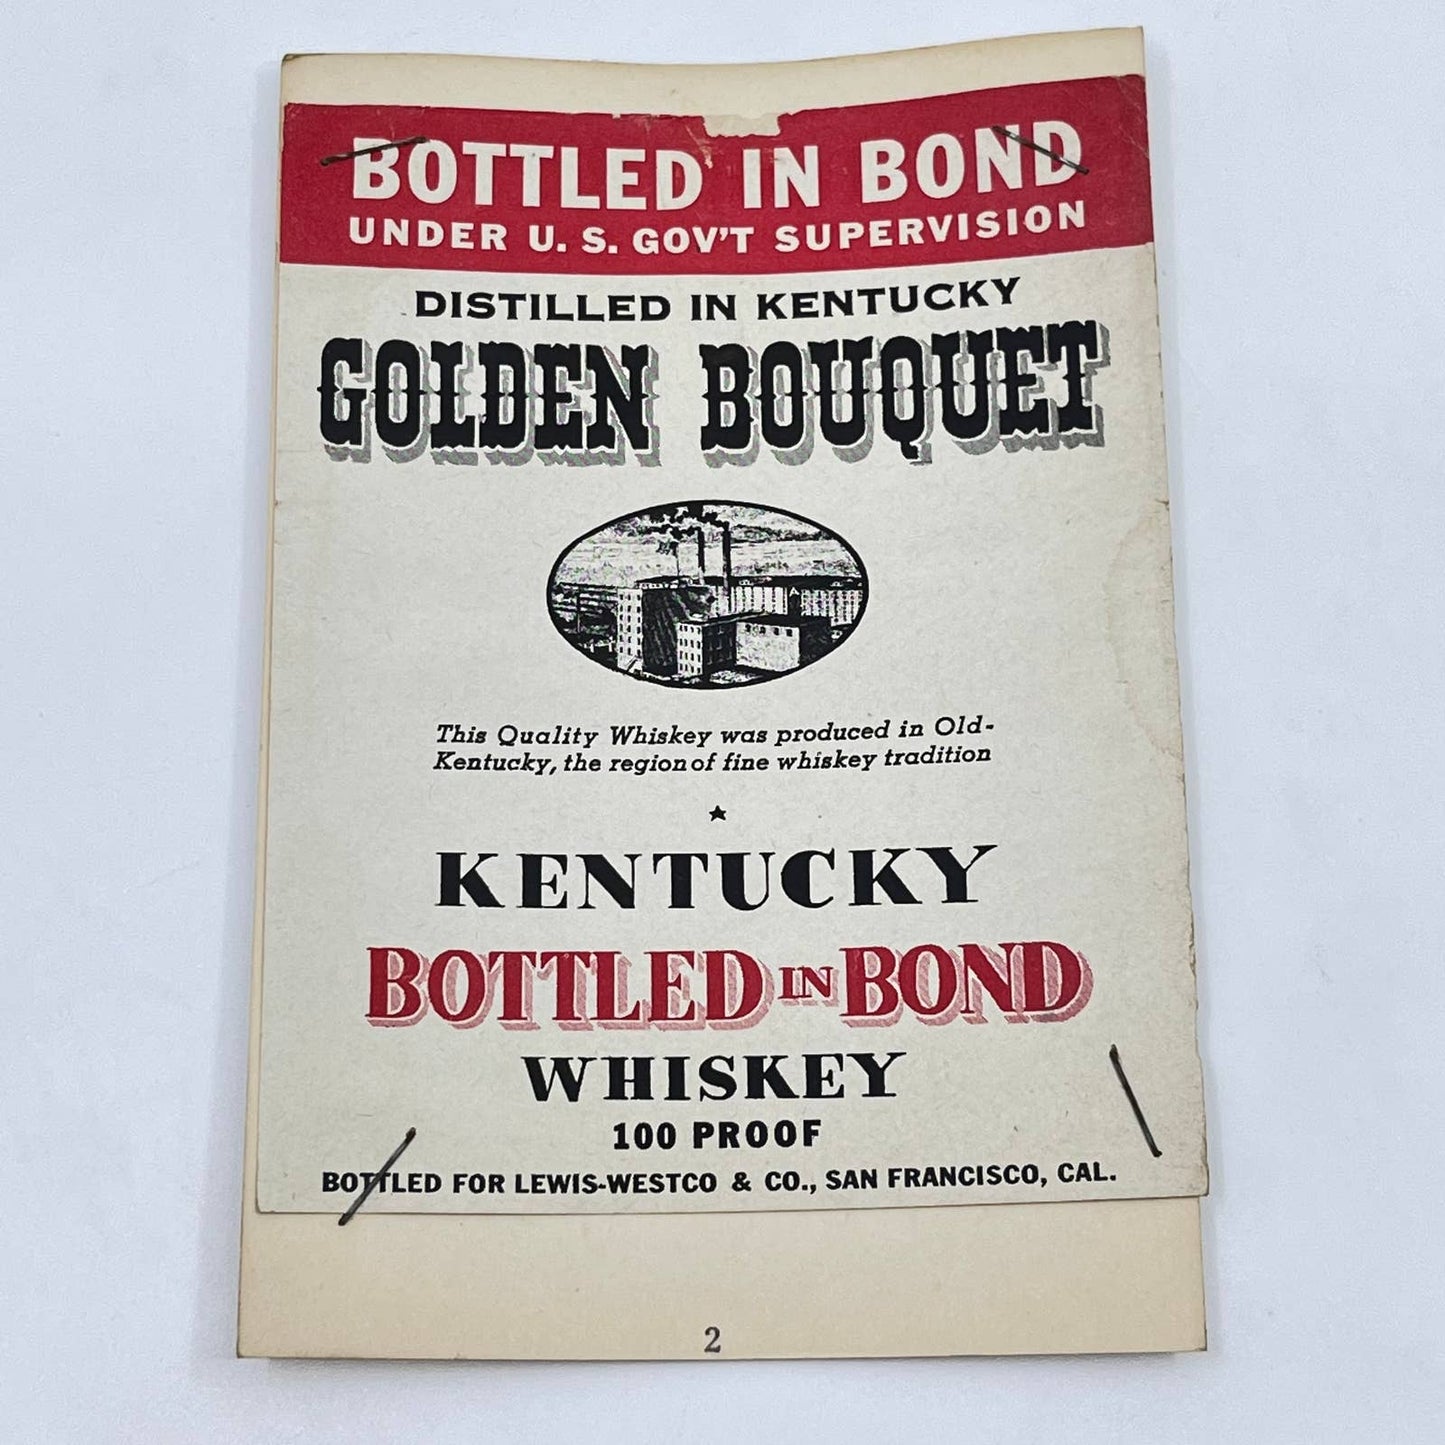 BOTTLED IN BOND
UNDER U. S. GOV'T SUPERVISION
DISTILLED IN KENTUCKY
GOLDEN BOUQUET
This Quality Whiskey was produced in Old-
Kentucky, the region of fine whiskey tradition
KENTUCKY
BOTTLED IN BOND
WHISKEY
100 PROOF
BOTTLED FOR LEWIS-WESTCO & CO., SAN FRANCISCO, CAL.
2